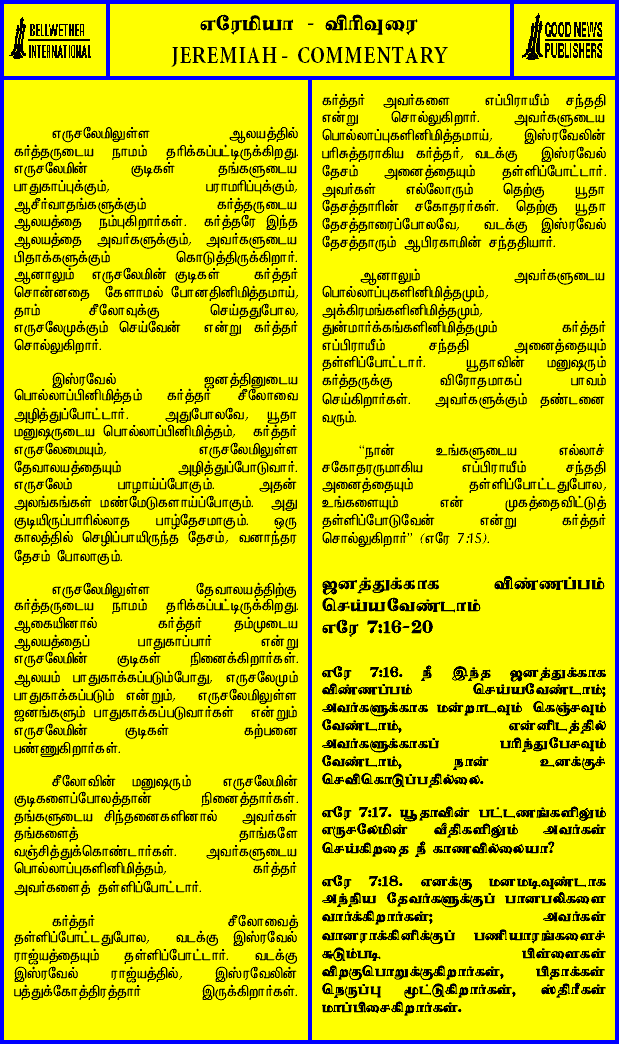 BELLWETHER
INTERNATIONAL
எரேமியா - விரிவுரை
JEREMIAH - COMMENTARY
GOOD NEWS
PUBLISHERS
எருசலேமிலுள்ள ஆலயத்தில்
கர்த்தருடைய நாமம் தரிக்கப்பட்டிருக்கிறது.
எருசலேமின் குடிகள் தங்களுடைய
பாதுகாப்புக்கும், பராமரிப்புக்கும்,
ஆசீர்வாதங்களுக்கும் கர்த்தருடைய
ஆலயத்தை நம்புகிறார்கள். கர்த்தரே இந்த
ஆலயத்தை அவர்களுக்கும், அவர்களுடைய
பிதாக்களுக்கும் கொடுத்திருக்கிறார்.
ஆனாலும் எருசலேமின் குடிகள் கர்த்தர்
சொன்னதை கேளாமல் போனதினிமித்தமாய்,
தாம் சீலோவுக்கு செய்ததுபோல,
எருசலேமுக்கும் செய்வேன் என்று கர்த்தர்
சொல்லுகிறார்.
இஸ்ரவேல் ஜனத்தினுடைய
பொல்லாப்பினிமித்தம் கர்த்தர் சீலோவை
அழித்துப்போட்டார். அதுபோலவே, யூதா
மனுஷருடைய பொல்லாப்பினிமித்தம், கர்த்தர்
எருசலேமையும், எருசலேமிலுள்ள
தேவாலயத்தையும் அழித்துப்போடுவார்.
எருசலேம் பாழாய்ப்போகும். அதன்
அலங்கங்கள் மண்மேடுகளாய்ப்போகும். அது
குடியிருப்பாரில்லாத பாழ்தேசமாகும். ஒரு
காலத்தில் செழிப்பாயிருந்த தேசம், வனாந்தர
தேசம் போலாகும்.
எருசலேமிலுள்ள தேவாலயத்திற்கு
கர்த்தருடைய நாமம் தரிக்கப்பட்டிருக்கிறது.
ஆகையினால் கர்த்தர் தம்முடைய
ஆலயத்தைப் பாதுகாப்பார் என்று
எருசலேமின் குடிகள் நினைக்கிறார்கள்.
ஆலயம் பாதுகாக்கப்படும்போது, எருசலேமும்
பாதுகாக்கப்படும் என்றும், எருசலேமிலுள்ள
ஜனங்களும் பாதுகாக்கப்படுவார்கள் என்றும்
எருசலேமின் குடிகள் கற்பனை
பண்ணுகிறார்கள்.
சீலோவின் மனுஷரும் எருசலேமின்
குடிகளைப்போலத்தான் நினைத்தார்கள்.
தங்களுடைய சிந்தனைகளினால் அவர்கள்
தங்களைத் தாங்களே
வஞ்சித்துக்கொண்டார்கள். அவர்களுடைய
பொல்லாப்புகளினிமித்தம், கர்த்தர்
அவர்களைத் தள்ளிப்போட்டார்.
கர்த்தர் சீலோவைத்
தள்ளிப்போட்டதுபோல, வடக்கு இஸ்ரவேல்
ராஜ்யத்தையும் தள்ளிப்போட்டார். வடக்கு
இஸ்ரவேல் ராஜ்யத்தில், இஸ்ரவேலின்
பத்துக்கோத்திரத்தார் இருக்கிறார்கள்.
கர்த்தர் அவர்களை எப்பிராயீம் சந்ததி
என்று சொல்லுகிறார். அவர்களுடைய
பொல்லாப்புகளினிமித்தமாய், இஸ்ரவேலின்
பரிசுத்தராகிய கர்த்தர், வடக்கு இஸ்ரவேல்
தேசம் அனைத்தையும் தள்ளிப்போட்டார்.
அவர்கள் எல்லோரும் தெற்கு யூதா
தேசத்தாரின் சகோதரர்கள். தெற்கு யூதா
தேசத்தாரைப்போலவே, வடக்கு இஸ்ரவேல்
தேசத்தாரும் ஆபிரகாமின் சந்ததியார்.
ஆனாலும் அவர்களுடைய
பொல்லாப்புகளினிமித்தமும்,
அக்கிரமங்களினிமித்தமும்,
துன்மார்க்கங்களினிமித்தமும் கர்த்தர்
எப்பிராயீம் சந்ததி அனைத்தையும்
தள்ளிப்போட்டார். யூதாவின் மனுஷரும்
கர்த்தருக்கு விரோதமாகப் பாவம்
செய்கிறார்கள். அவர்களுக்கும் தண்டனை
வரும்.
“நான் உங்களுடைய எல்லாச்
சகோதரருமாகிய எப்பிராயீம் சந்ததி
அனைத்தையும் தள்ளிப்போட்டதுபோல,
உங்களையும் என் முகத்தைவிட்டுத்
தள்ளிப்போடுவேன் என்று கர்த்தர்
சொல்லுகிறார்” (எரே 7:15).
ஜனத்துக்காக விண்ணப்பம்
செய்யவேண்டாம்
எரே 7:16-20
எரே 7:16. நீ இந்த ஜனத்துக்காக
விண்ணப்பம் செய்யவேண்டாம்;
அவர்களுக்காக மன்றாடவும் கெஞ்சவும்
வேண்டாம், என்னிடத்தில்
அவர்களுக்காகப் பரிந்துபேசவும்
வேண்டாம், நான் உனக்குச்
செவிகொடுப்பதில்லை.
எரே 7:17. யூதாவின் பட்டணங்களிலும்
எருசலேமின் வீதிகளிலும் அவர்கள்
செய்கிறதை நீ காணவில்லையா?
எரே 7:18. எனக்கு மனமடிவுண்டாக
அந்நிய தேவர்களுக்குப் பானபலிகளை
வார்க்கிறார்கள்; அவர்கள்
வானராக்கினிக்குப் பணியாரங்களைச்
சுடும்படி. பிள்ளைகள்
விறகுபொறுக்குகிறார்கள், பிதாக்கள்
நெருப்பு மூட்டுகிறார்கள், ஸ்திரீகள்
மாப்பிசைகிறார்கள்.